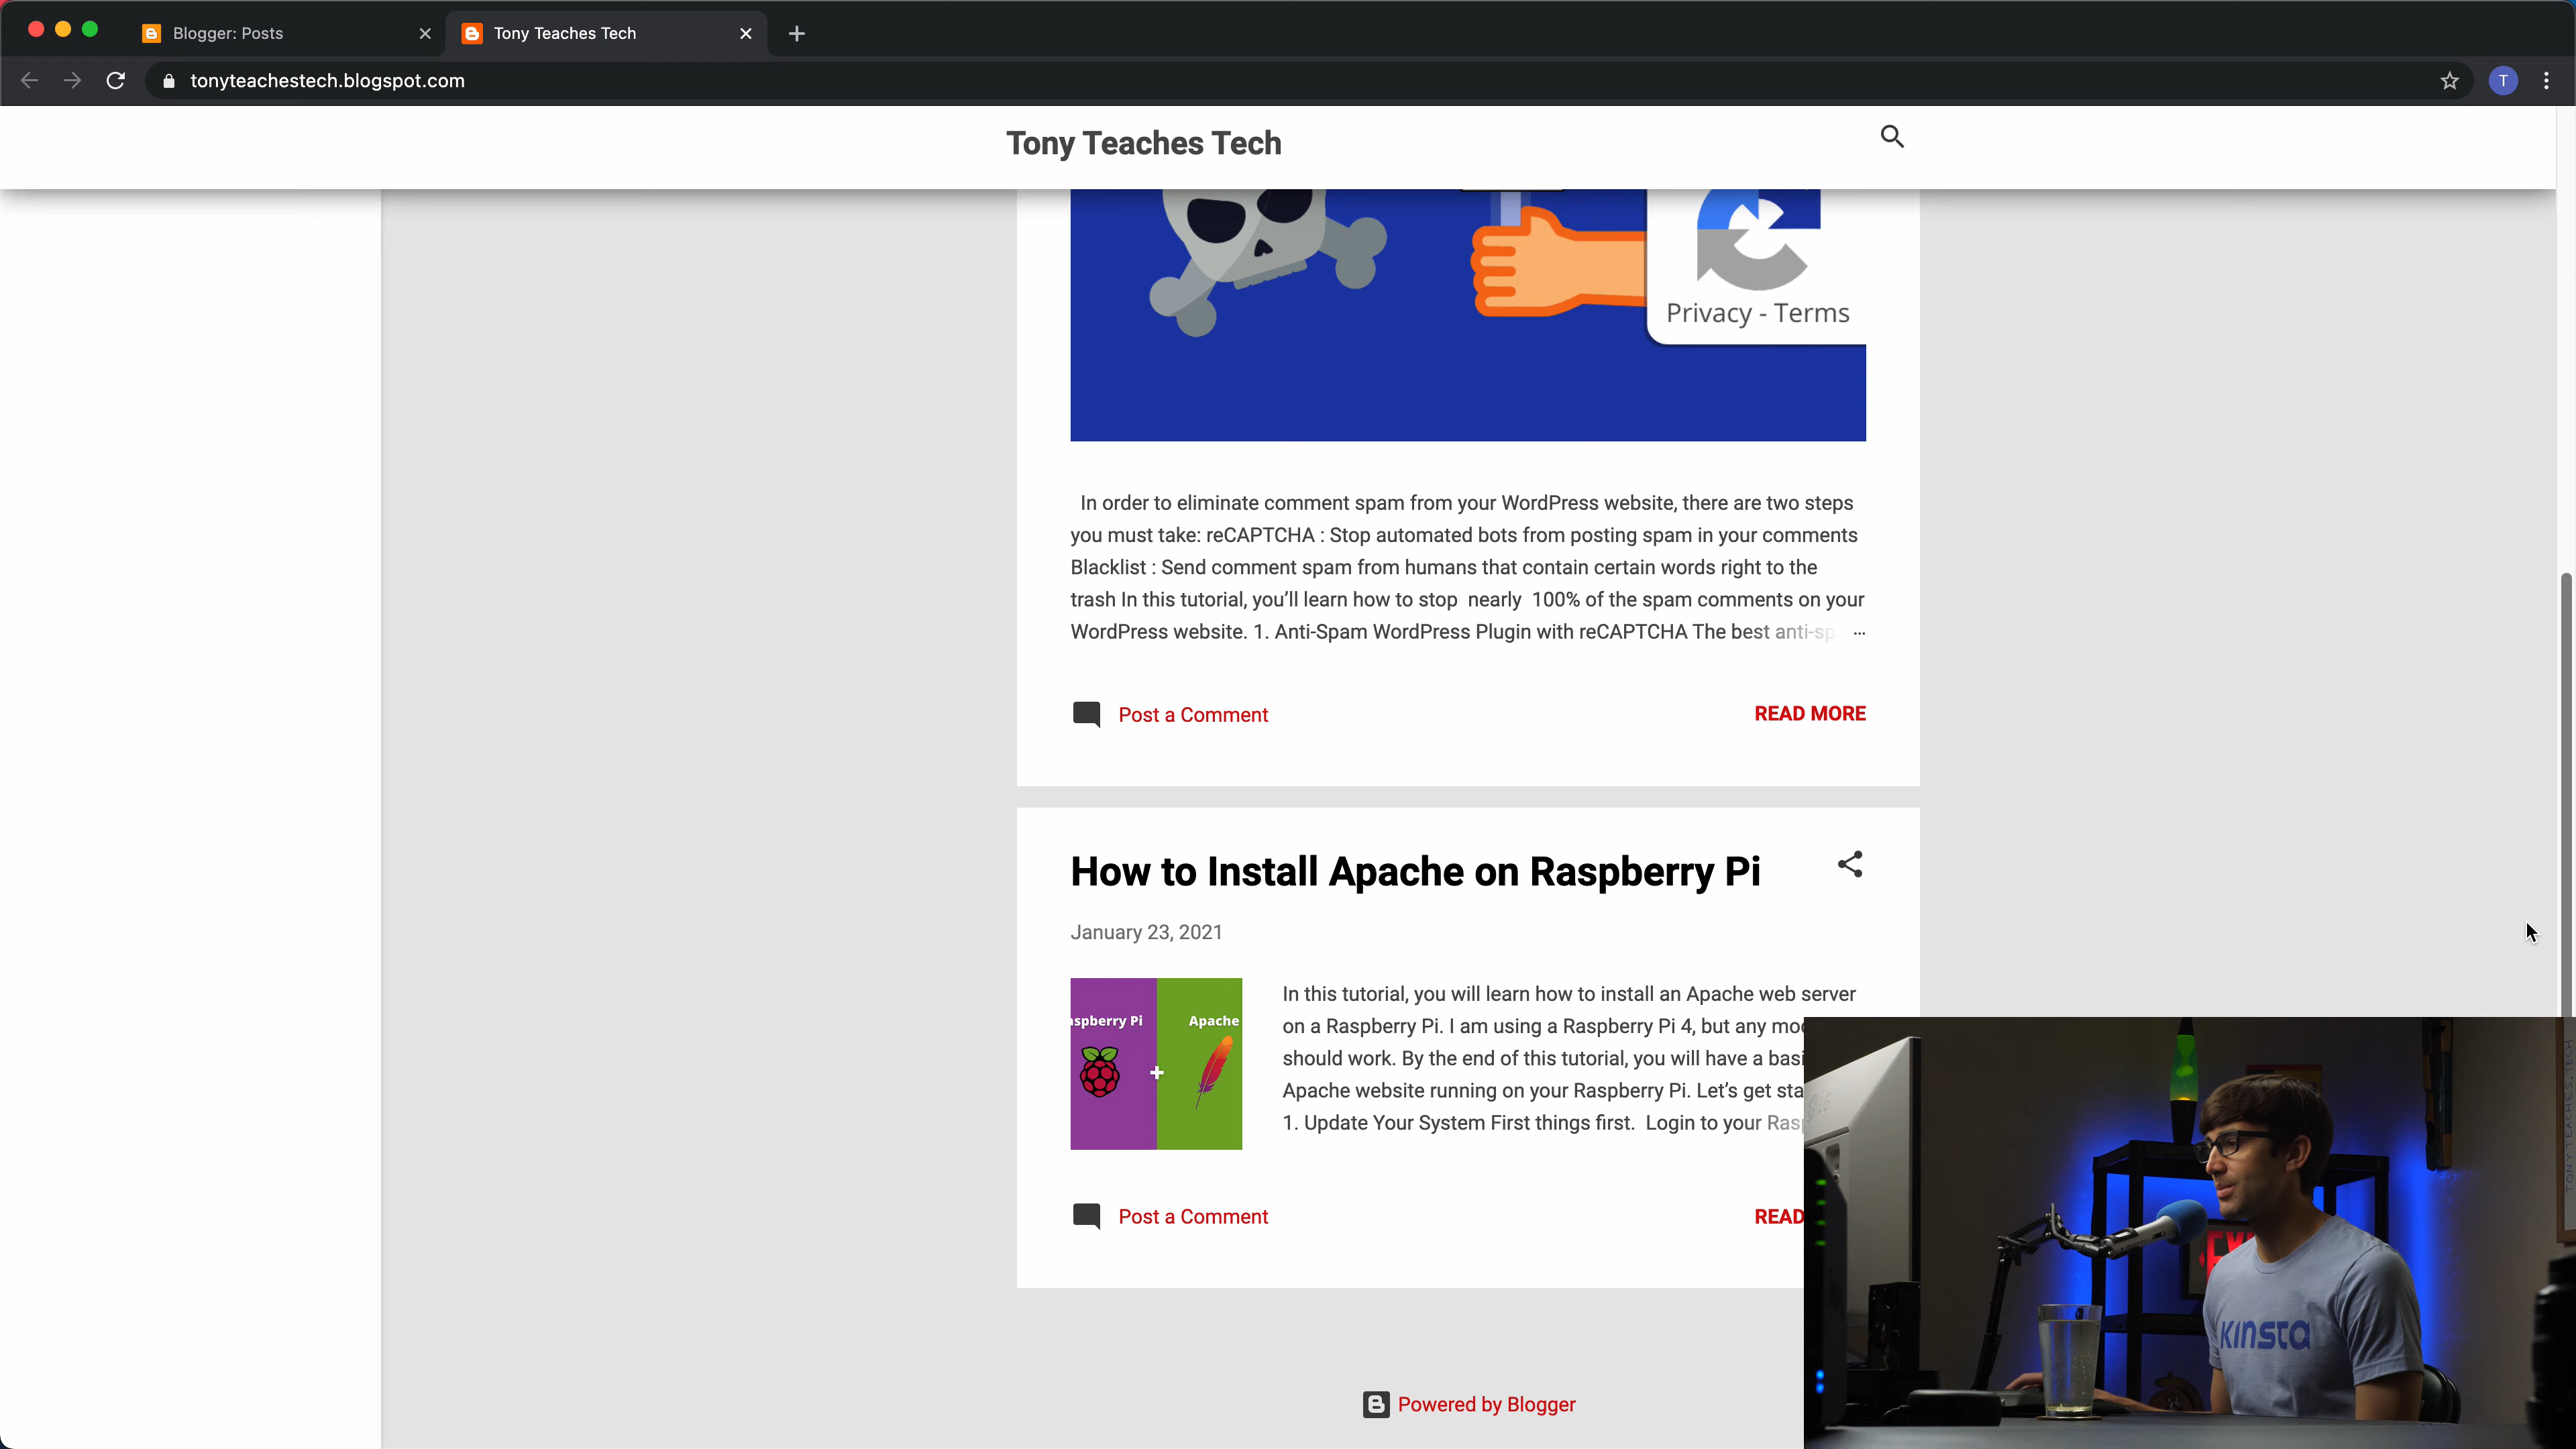 Blogger: Posts
Tony Teaches Tech
tonyteachestech.blogspot.com
T
Tony Teaches Tech
Privacy - Terms
In order to eliminate comment spam from your WordPress website, there are two steps
you must take: reCAPTCHA : Stop automated bots from posting spam in your comments
Blacklist : Send comment spam from humans that contain certain words right to the
trash In this tutorial, you’ll learn how to stop nearly 100% of the spam comments on your
WordPress website. 1. Anti-Spam WordPress Plugin with reCAPTCHA The best anti-sp ...
Post a Comment
READ MORE
How to Install Apache on Raspberry Pi
January 23, 2021
aspberry Pi
Apache
+
In this tutorial, you will learn how to install an Apache web server
on a Raspberry Pi. I am using a Raspberry Pi 4, but any mo
should work. By the end of this tutorial, you will have a basi
Apache website running on your Raspberry Pi. Let’s get sta
1. Update Your System First things first. Login to your Ras
Post a Comment
READ
Powered by Blogger
KINSTA
TONY TEACHES TECH